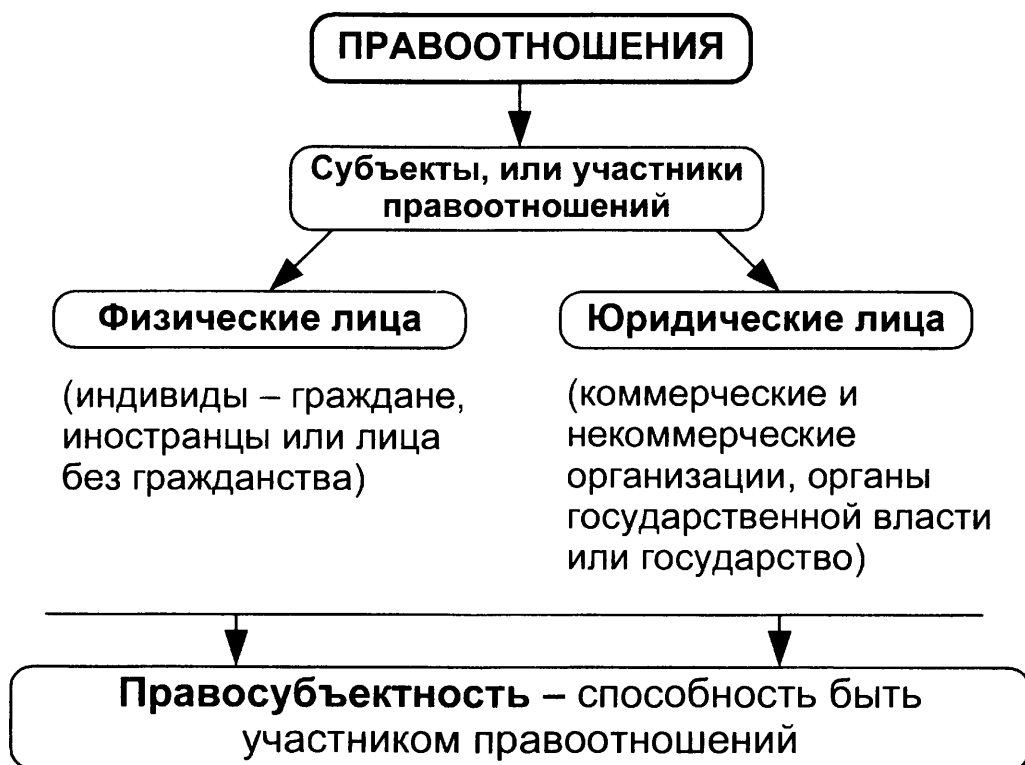 ПРАВООТНОШЕНИЯ
Субъекты, или участники
правоотношений
Физические лица
(индивиды – граждане,
иностранцы или лица
без гражданства)
Юридические лица
(коммерческие и
некоммерческие
организации, органы
государственной власти
или государство)
Правосубъектность – способность быть
участником правоотношений